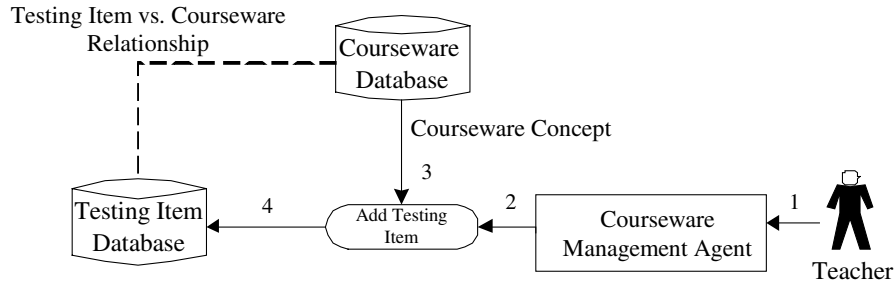 Testing Item vs. Courseware
Relationship
Courseware
Database
Courseware Concept
3
Testing Item
Database
4
Add Testing
Item
2
Courseware
Management Agent
1
Teacher